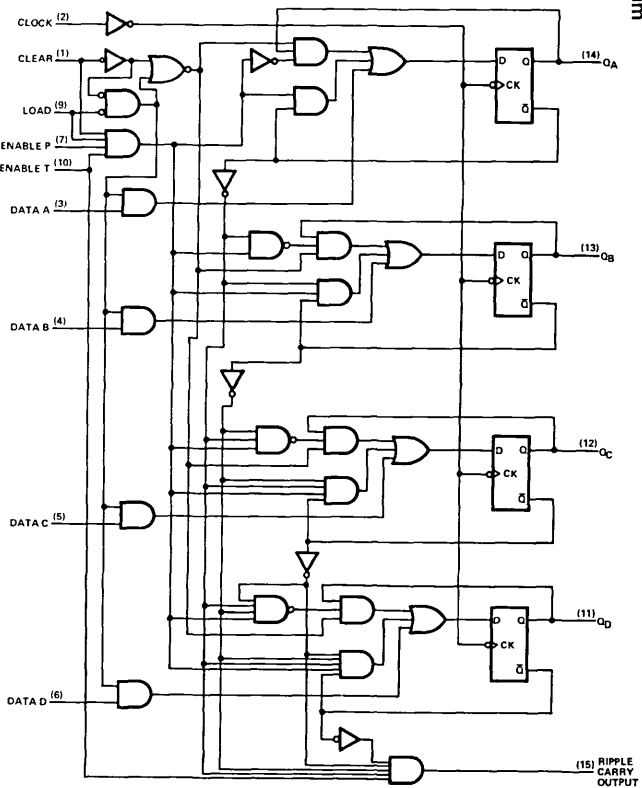 um
CLOCK (2)
CLEAR (1)
LOAD (9)
ENABLE P (7)
ENABLE T (10)
DATA A (3)
DATA B (4)
DATA C (5)
DATA D (6)
D Q
CK
Q̅
(14) QA
D Q
CK
Q̅
(13) QB
D Q
CK
Q̅
(12) QC
D Q
CK
Q̅
(11) QD
(15) RIPPLE
CARRY
OUTPUT